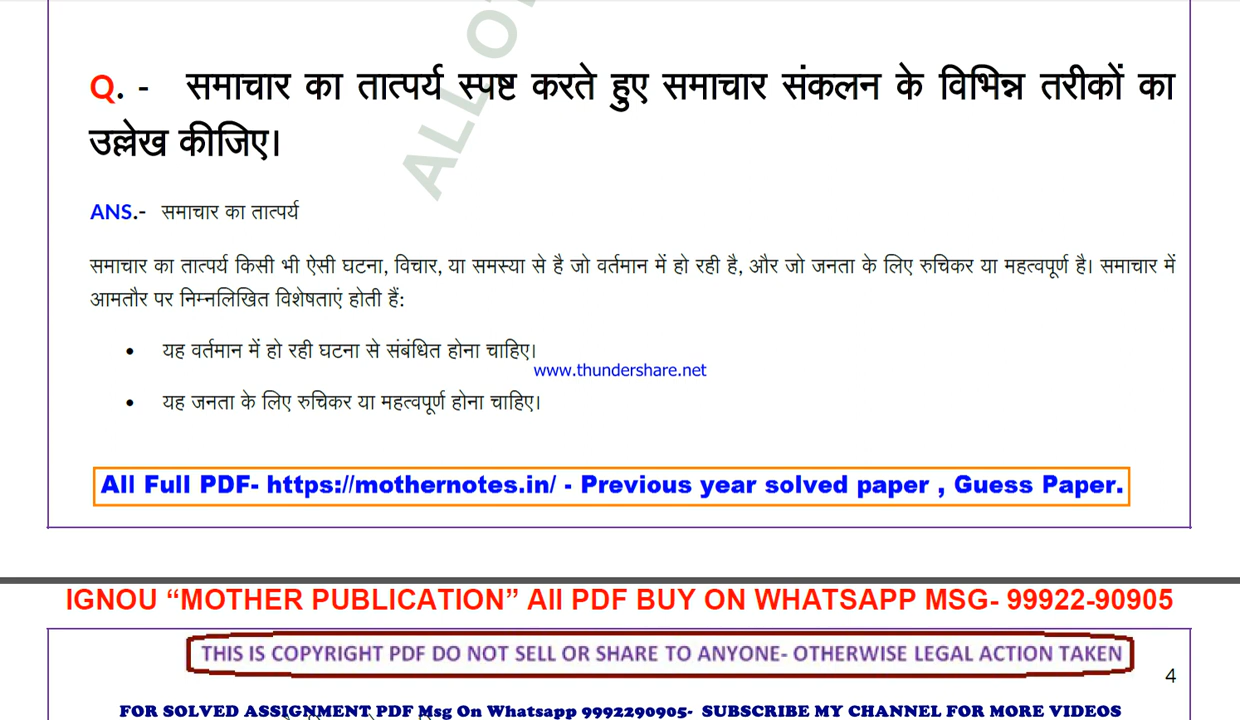 ALL O
Q. - समाचार का तात्पर्य स्पष्ट करते हुए समाचार संकलन के विभिन्न तरीकों का
उल्लेख कीजिए।
ANS.- समाचार का तात्पर्य
समाचार का तात्पर्य किसी भी ऐसी घटना, विचार, या समस्या से है जो वर्तमान में हो रही है, और जो जनता के लिए रुचिकर या महत्वपूर्ण है। समाचार में
आमतौर पर निम्नलिखित विशेषताएं होती हैं:
• यह वर्तमान में हो रही घटना से संबंधित होना चाहिए।
www.thundershare.net
• यह जनता के लिए रुचिकर या महत्वपूर्ण होना चाहिए।
All Full PDF- https://mothernotes.in/ - Previous year solved paper , Guess Paper.
IGNOU “MOTHER PUBLICATION” All PDF BUY ON WHATSAPP MSG- 99922-90905
THIS IS COPYRIGHT PDF DO NOT SELL OR SHARE TO ANYONE- OTHERWISE LEGAL ACTION TAKEN
4
FOR SOLVED ASSIGNMENT PDF Msg On Whatsapp 9992290905- SUBSCRIBE MY CHANNEL FOR MORE VIDEOS